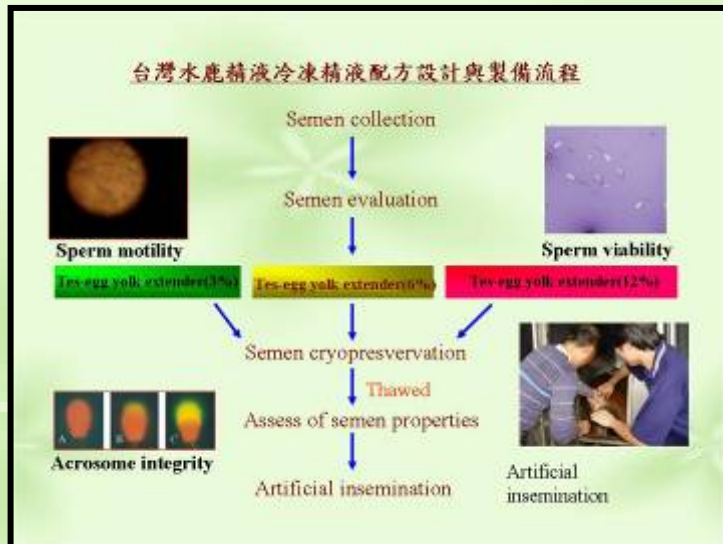 台灣水鹿精液冷凍精液配方設計與製備流程
Semen collection
Semen evaluation
Sperm motility
Sperm viability
Tes-egg yolk extender(3%)
Tes-egg yolk extender(6%)
Tes-egg yolk extender(12%)
Semen cryopresvervation
Thawed
Assess of semen properties
A
B
C
Acrosome integrity
Artificial insemination
Artificial
insemination